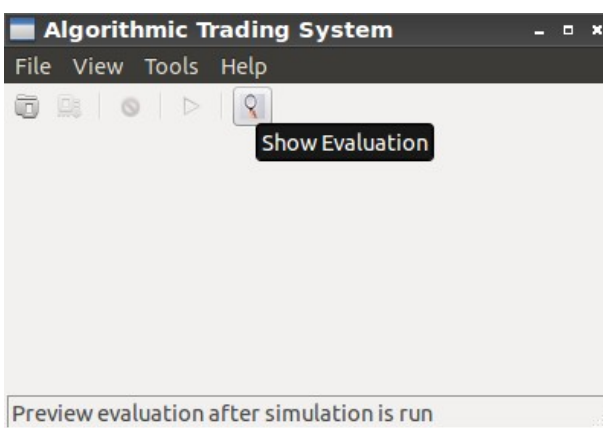 Algorithmic Trading System
File View Tools Help
Show Evaluation
Preview evaluation after simulation is run